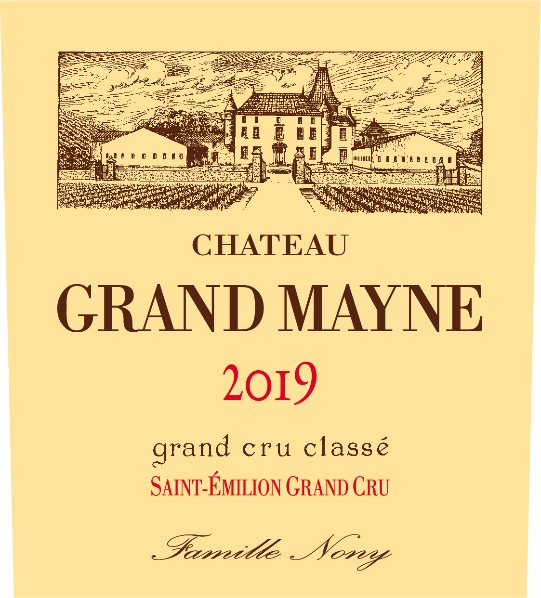 CHATEAU
GRAND MAYNE
2019
grand cru classé
SAINT-ÉMILION GRAND CRU
Famille Nony